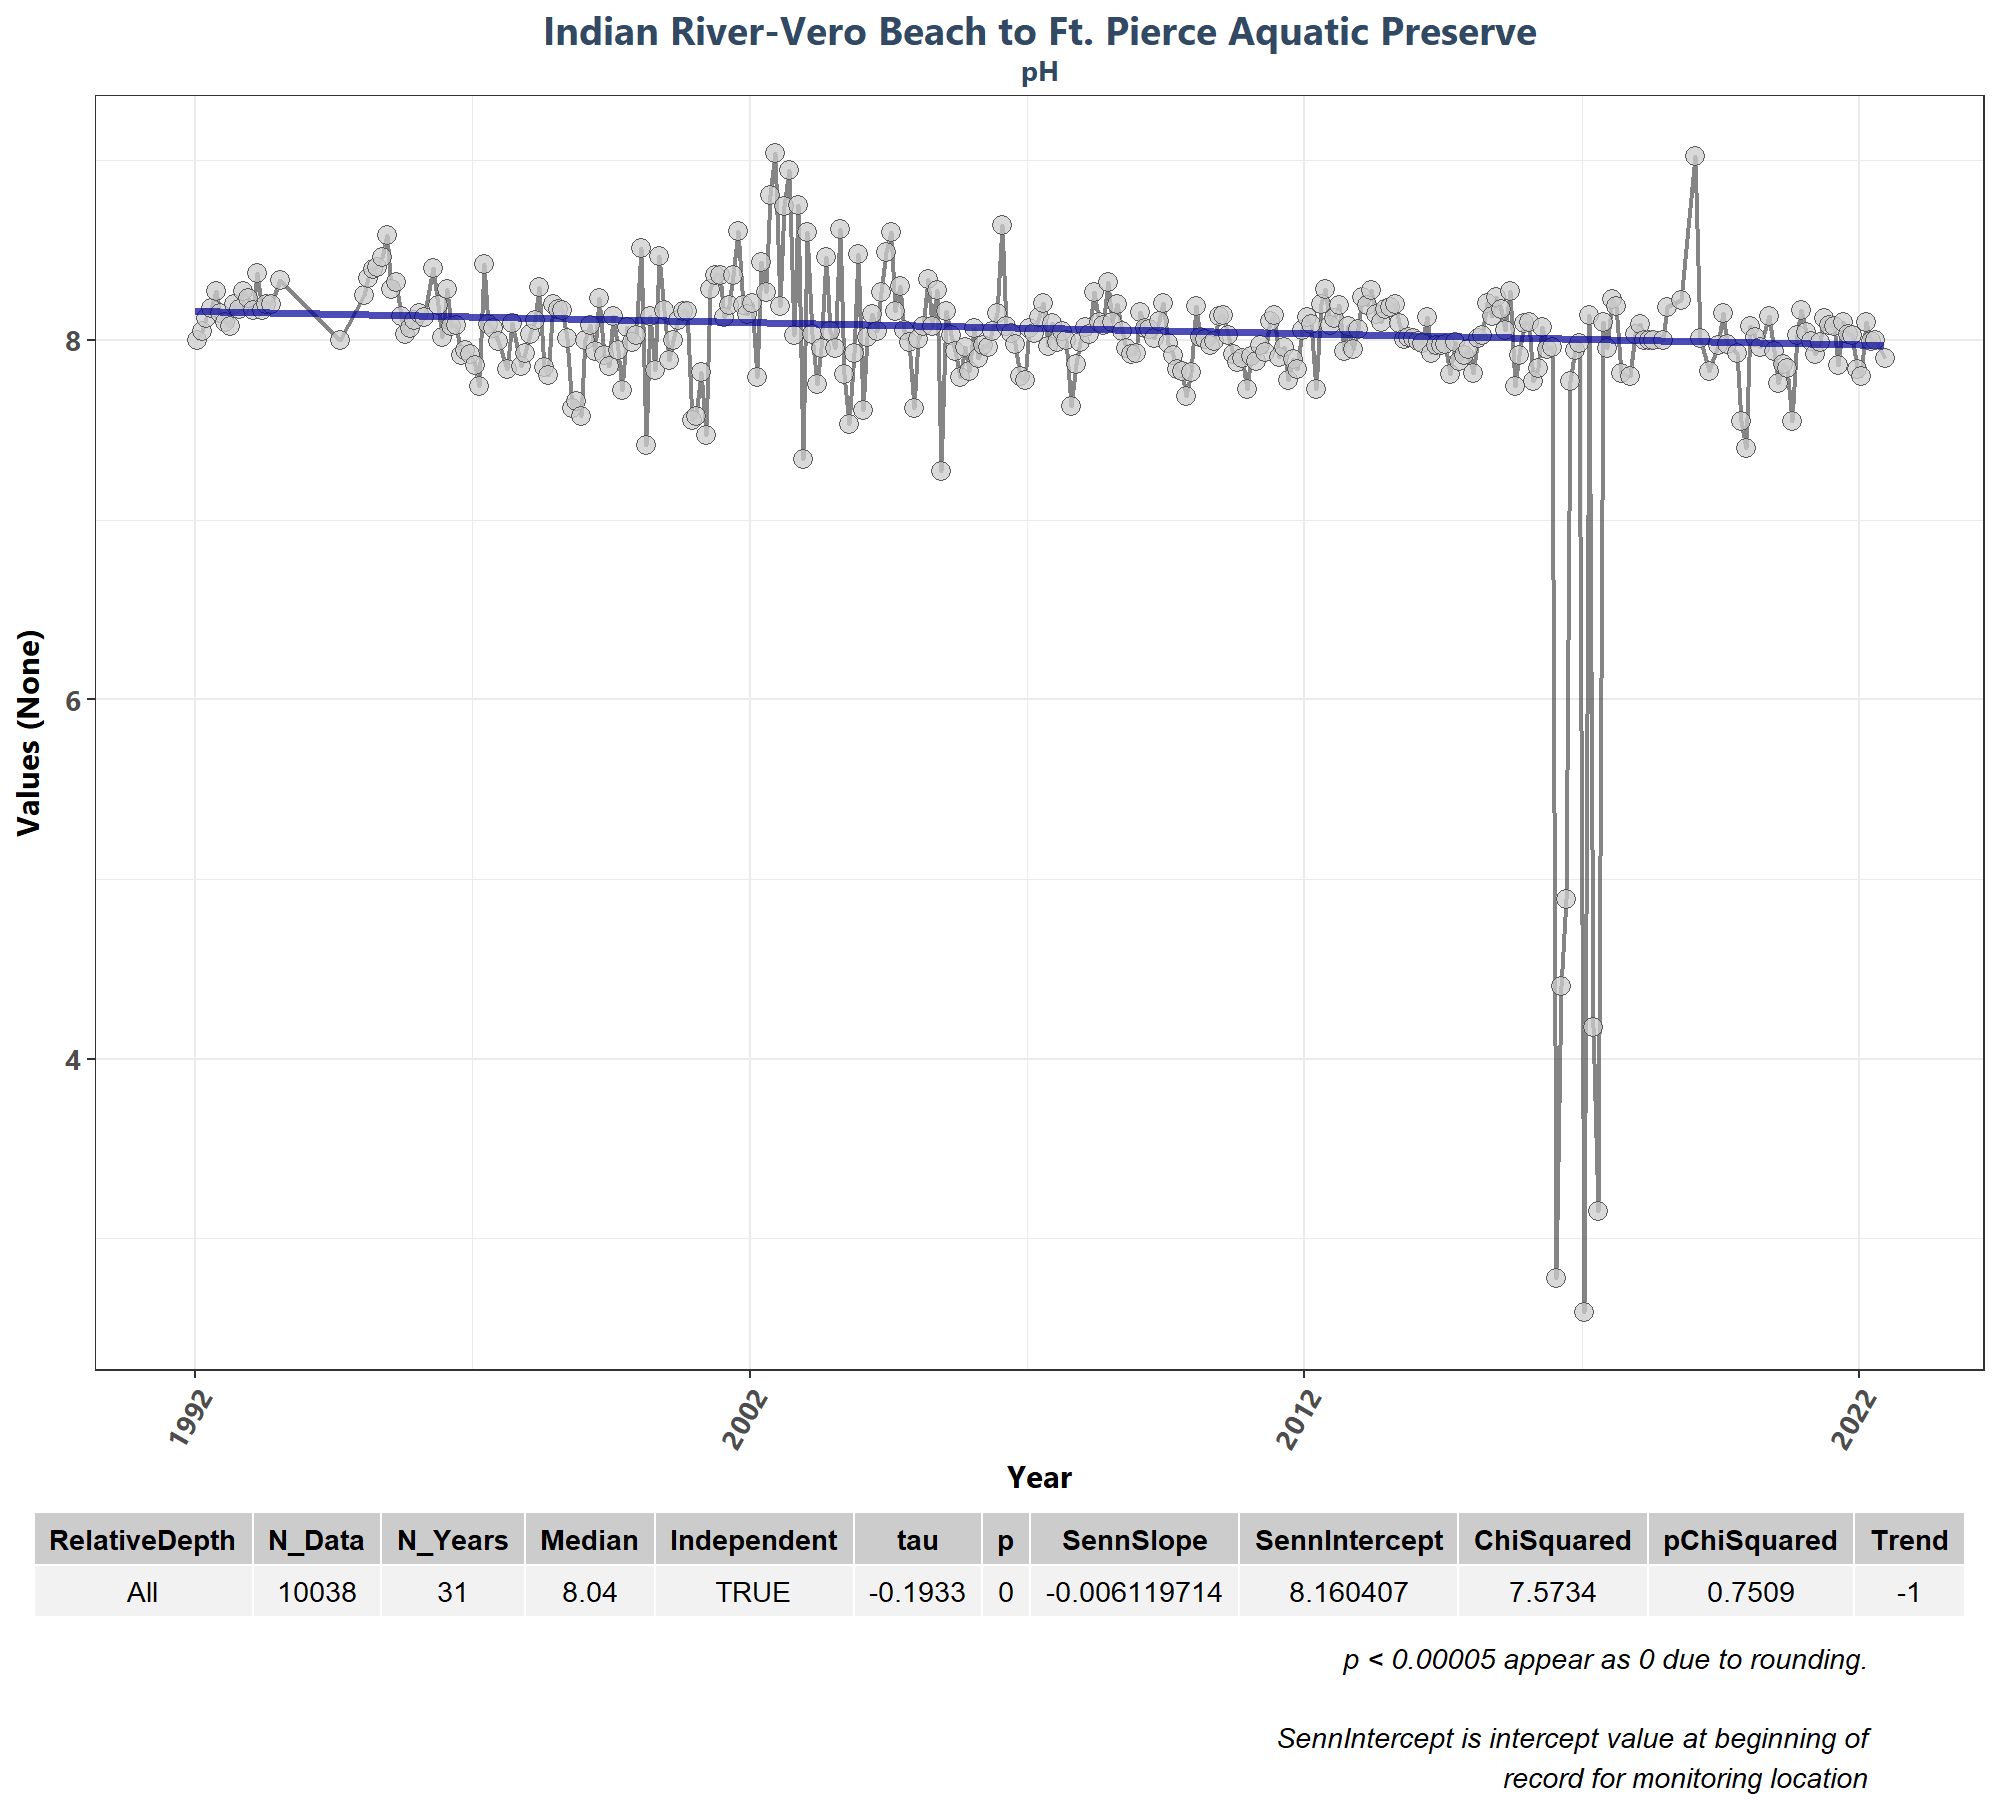 Indian River-Vero Beach to Ft. Pierce Aquatic Preserve
pH
Values (None)
8
6
4
1992
2002
2012
2022
Year
RelativeDepth N_Data N_Years Median Independent tau p SennSlope SennIntercept ChiSquared pChiSquared Trend
All 10038 31 8.04 TRUE -0.1933 0 -0.006119714 8.160407 7.5734 0.7509 -1
p < 0.00005 appear as 0 due to rounding.
SennIntercept is intercept value at beginning of
record for monitoring location